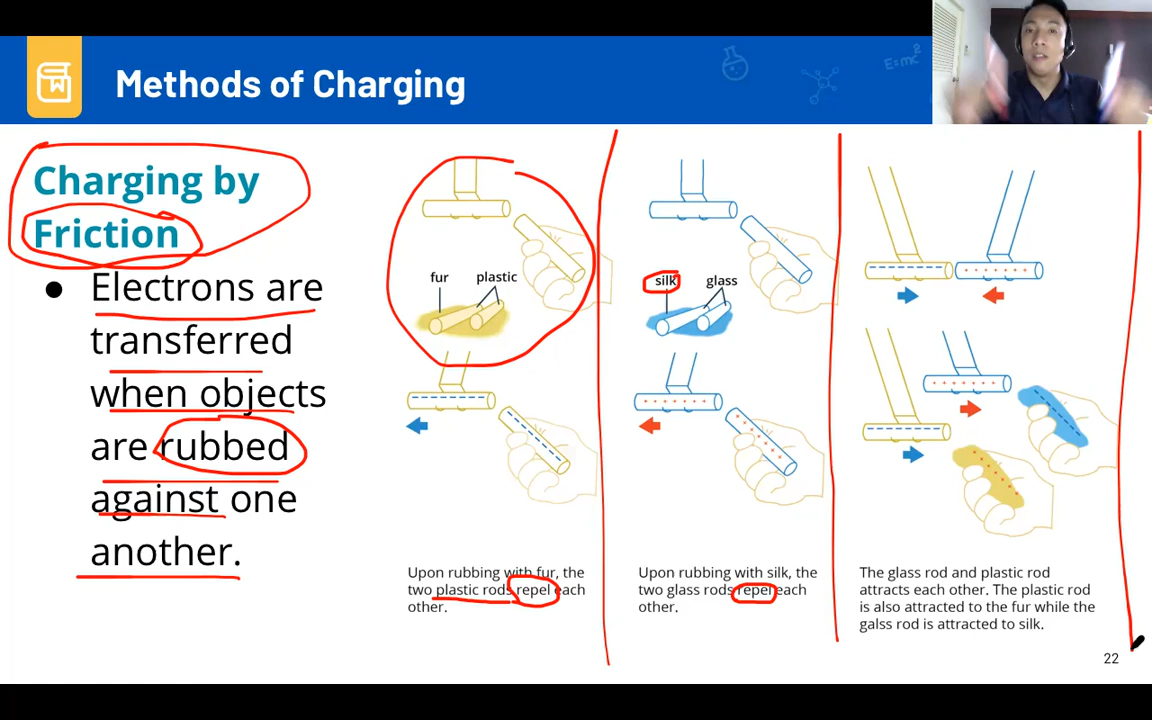 Methods of Charging
E=mc²
Charging by
Friction
● Electrons are
transferred
when objects
are rubbed
against one
another.
fur
plastic
silk
glass
Upon rubbing with fur, the
two plastic rods repel each
other.
Upon rubbing with silk, the
two glass rods repel each
other.
The glass rod and plastic rod
attracts each other. The plastic rod
is also attracted to the fur while the
galss rod is attracted to silk.
22